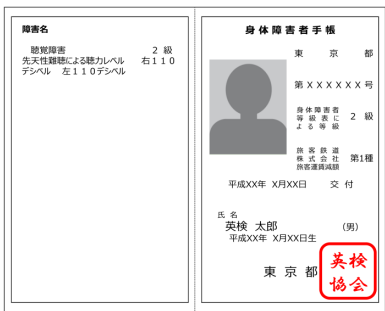 障害名
聴覚障害 2 級
先天性難聴による聴力レベル 右110
デシベル 左110デシベル
身体障害者手帳
東 京 都
第 X X X X X X 号
身体障害者
等級表に
よる等級
2 級
旅客鉄道
株式会社
旅客運賃減額
第1種
平成XX年 X月XX日 交 付
氏 名
英検 太郎 (男)
平成XX年 X月XX日生
東 京 都
英検
協会